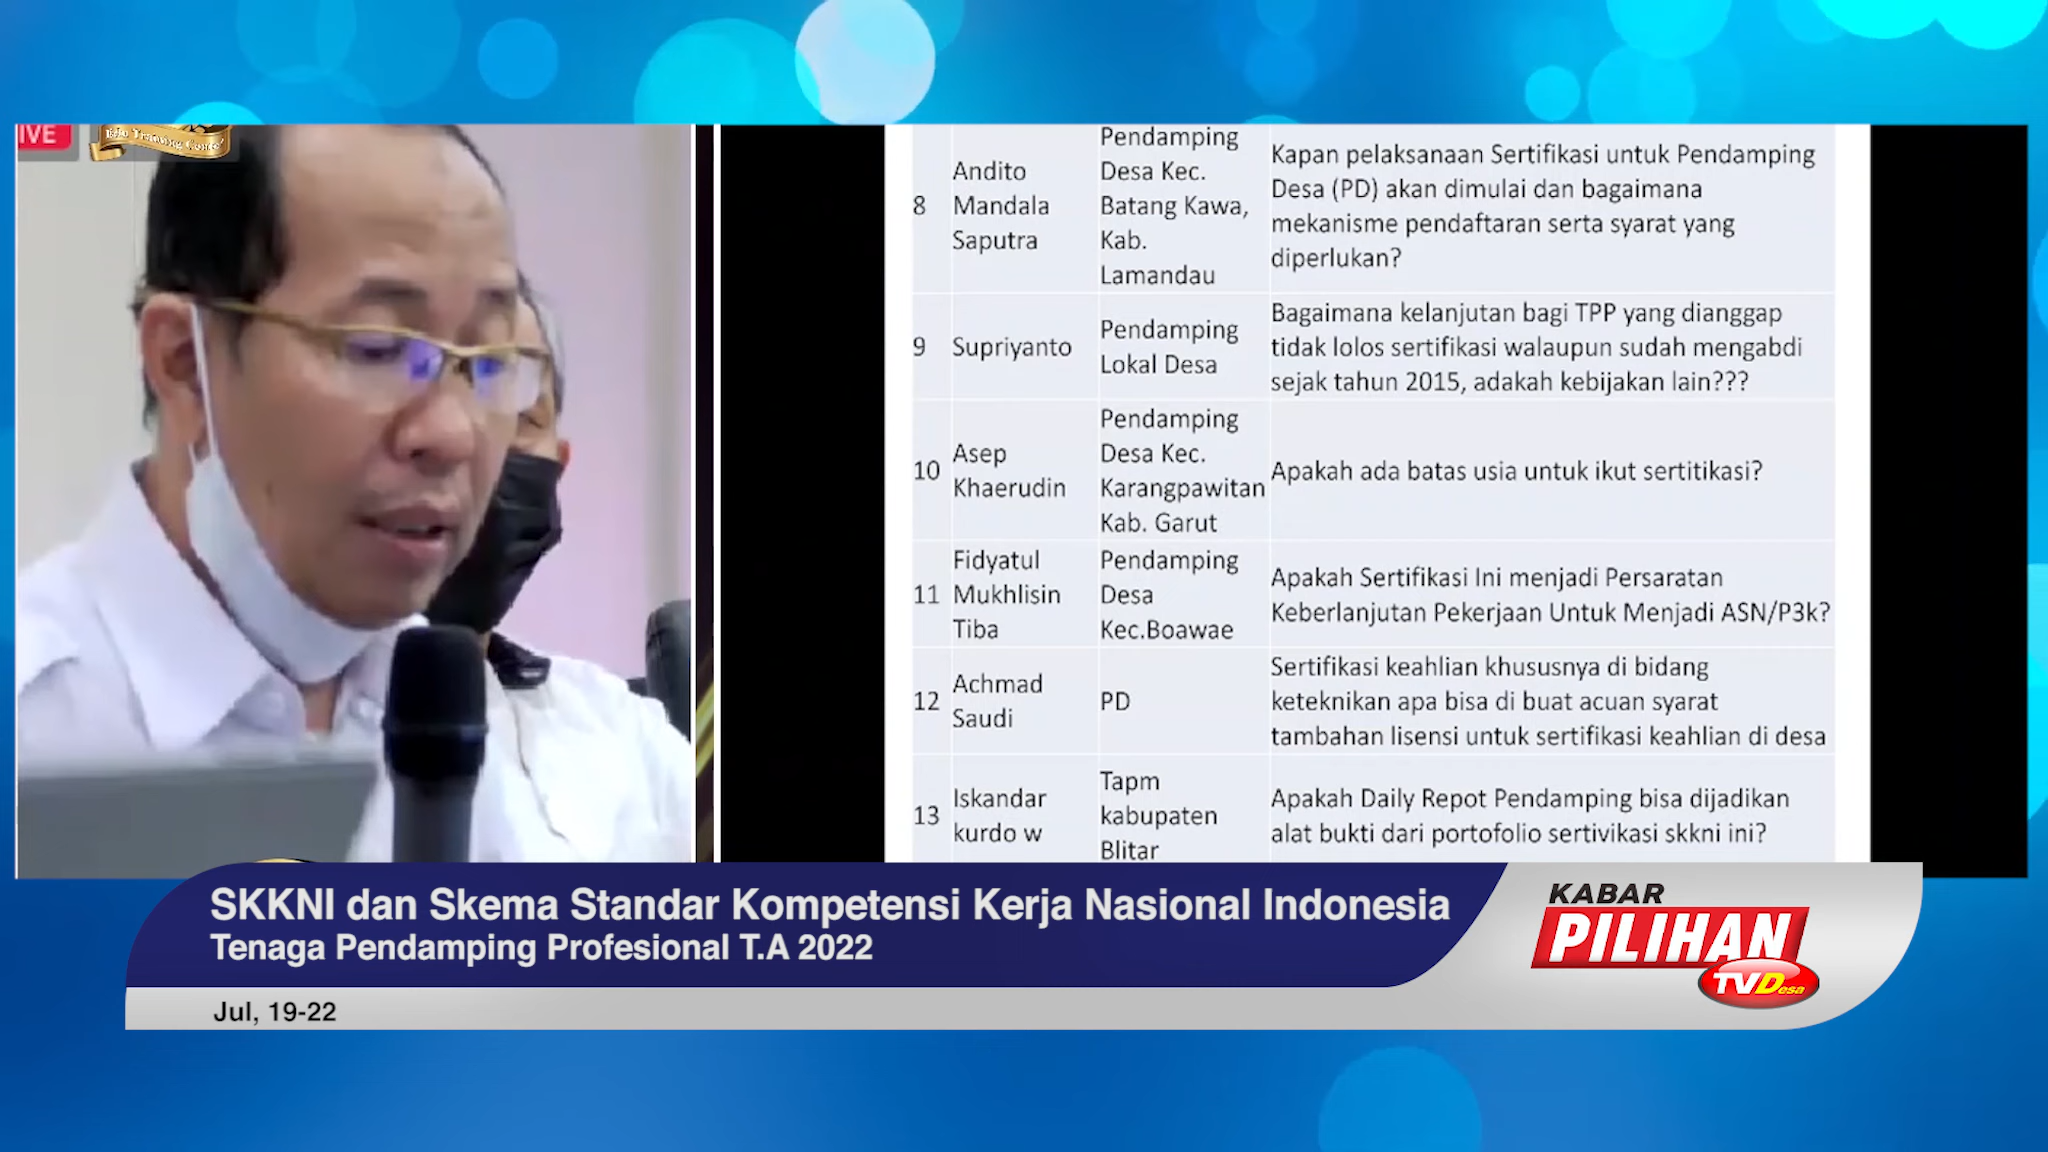 IVE
Training Center
Pendamping
Desa Kec.
Batang Kawa,
Kab.
Lamandau
8
Andito
Mandala
Saputra
Kapan pelaksanaan Sertifikasi untuk Pendamping
Desa (PD) akan dimulai dan bagaimana
mekanisme pendaftaran serta syarat yang
diperlukan?
9
Supriyanto
Pendamping
Lokal Desa
Bagaimana kelanjutan bagi TPP yang dianggap
tidak lolos sertifikasi walaupun sudah mengabdi
sejak tahun 2015, adakah kebijakan lain???
10
Asep
Khaerudin
Pendamping
Desa Kec.
Karangpawitan
Kab. Garut
Apakah ada batas usia untuk ikut sertitikasi?
11
Fidyatul
Mukhlisin
Tiba
Pendamping
Desa
Kec.Boawae
Apakah Sertifikasi Ini menjadi Persaratan
Keberlanjutan Pekerjaan Untuk Menjadi ASN/P3k?
12
Achmad
Saudi
PD
Sertifikasi keahlian khususnya di bidang
keteknikan apa bisa di buat acuan syarat
tambahan lisensi untuk sertifikasi keahlian di desa
13
Iskandar
kurdo w
Tapm
kabupaten
Blitar
Apakah Daily Repot Pendamping bisa dijadikan
alat bukti dari portofolio sertivikasi skkni ini?
SKKNI dan Skema Standar Kompetensi Kerja Nasional Indonesia
Tenaga Pendamping Profesional T.A 2022
Jul, 19-22
KABAR
PILIHAN
TVDesa